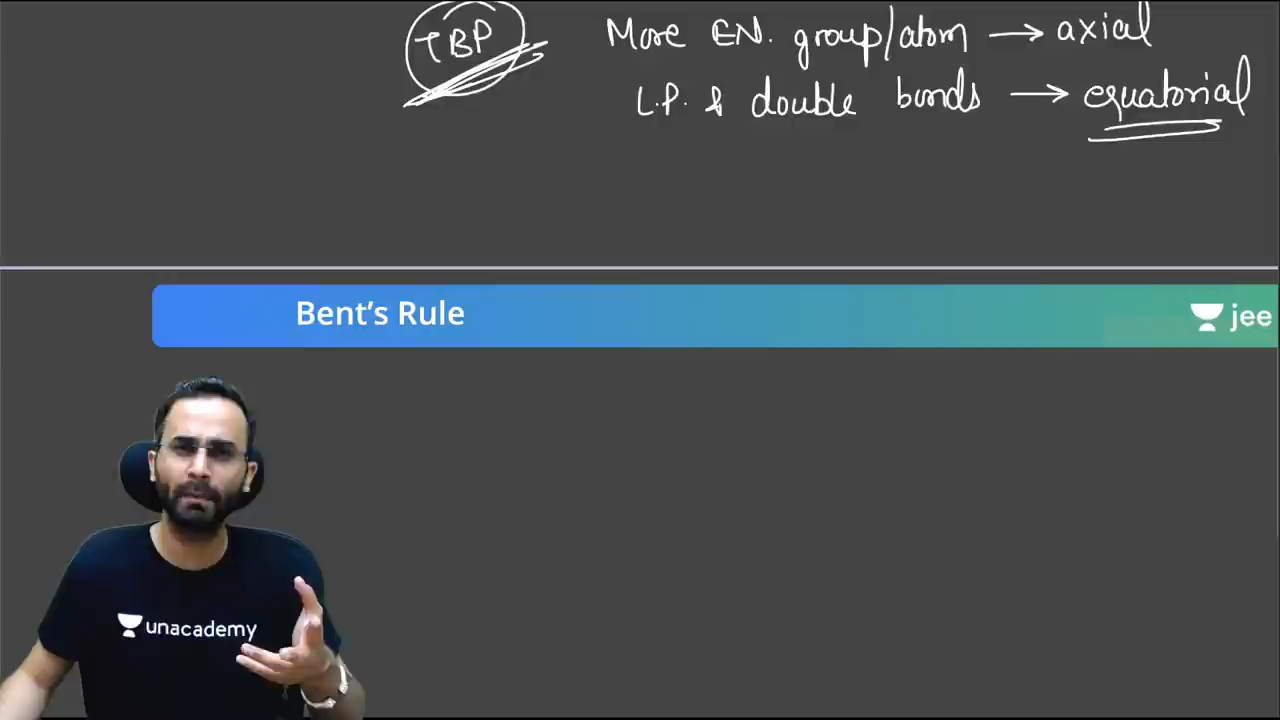 TBP
More EN. group/atom → axial
L.P. & double bonds → equatorial
Bent's Rule
jee
unacademy